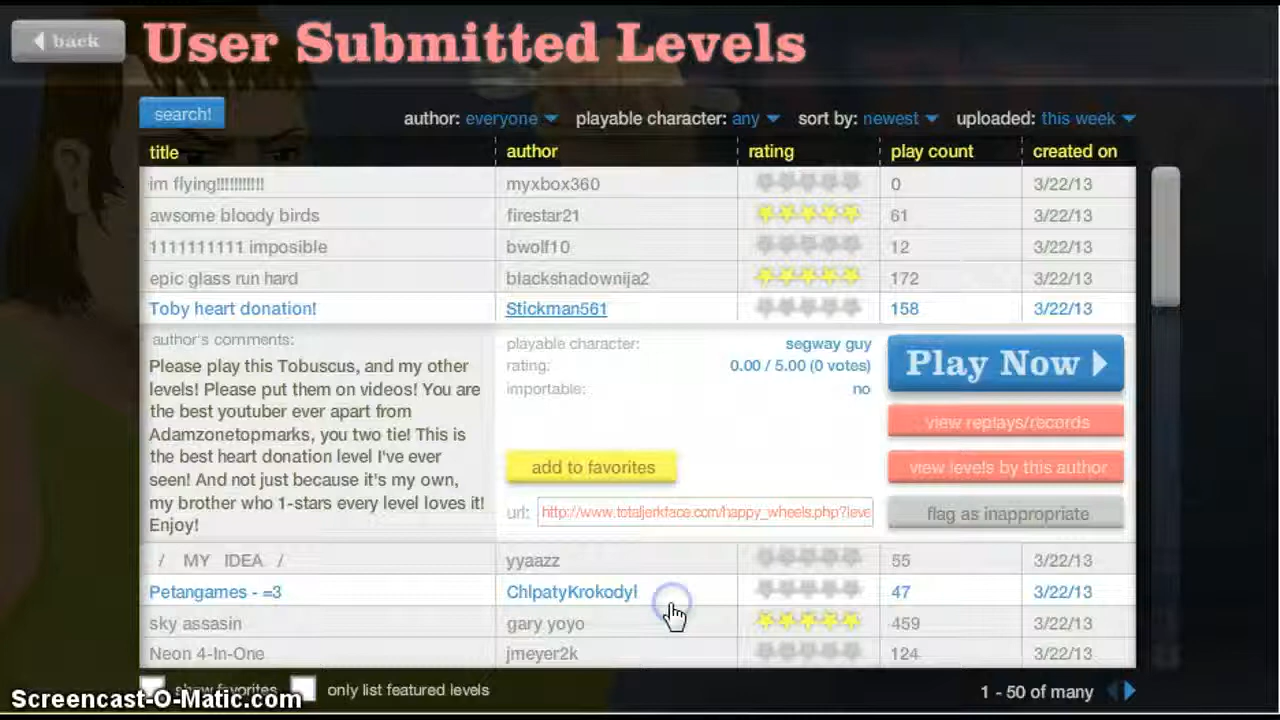 back
User Submitted Levels
search!
author: everyone playable character: any sort by: newest uploaded: this week
title author rating play count created on
im flying!!!!!!!!!!! myxbox360 0 3/22/13
awsome bloody birds firestar21 61 3/22/13
1111111111 imposible bwolf10 12 3/22/13
epic glass run hard blackshadownija2 172 3/22/13
Toby heart donation! Stickman561 158 3/22/13
author's comments:
Please play this Tobuscus, and my other
levels! Please put them on videos! You are
the best youtuber ever apart from
Adamzonetopmarks, you two tie! This is
the best heart donation level I've ever
seen! And not just because it's my own,
my brother who 1-stars every level loves it!
Enjoy!
playable character: segway guy
rating: 0.00 / 5.00 (0 votes)
importable: no
add to favorites
url: http://www.totaljerkface.com/happy_wheels.php?leve
Play Now
view replays/records
view levels by this author
flag as inappropriate
/ MY IDEA / yyaazz 55 3/22/13
Petangames - =3 ChlpatyKrokodyl 47 3/22/13
sky assasin gary yoyo 459 3/22/13
Neon 4-In-One jmeyer2k 124 3/22/13
show favorites only list featured levels 1 - 50 of many
Screencast-O-Matic.com